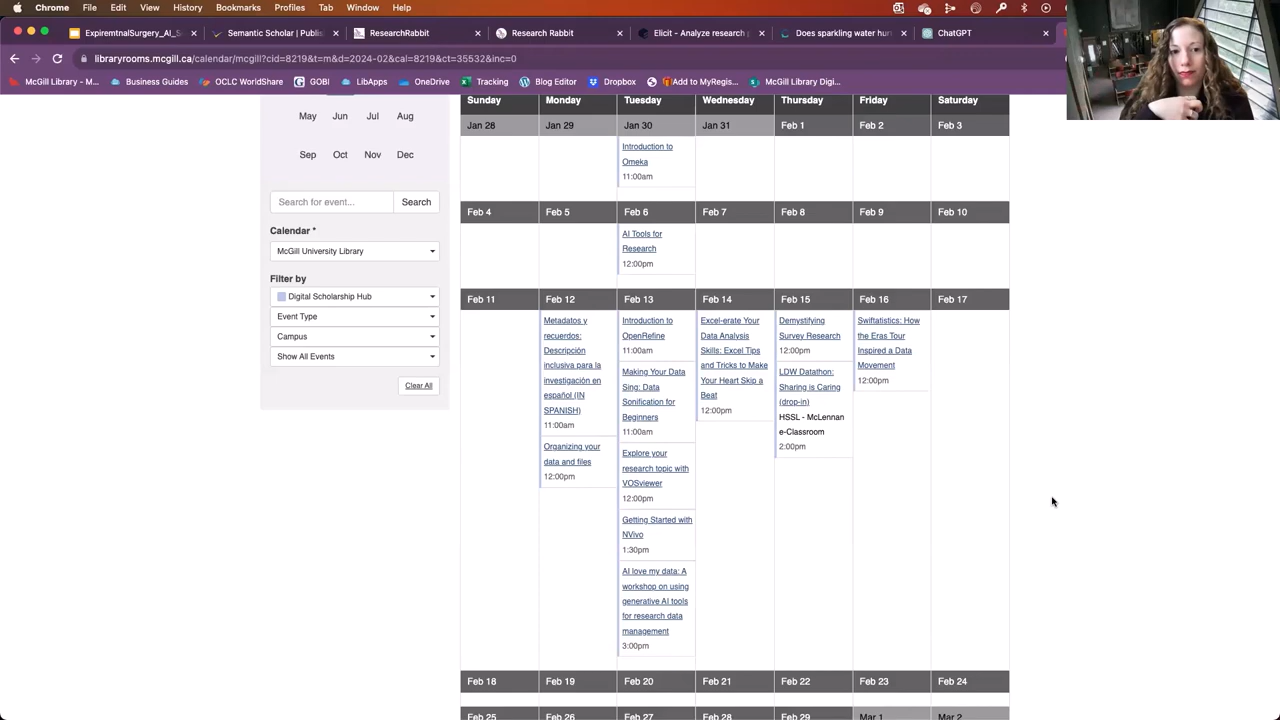 Chrome File Edit View History Bookmarks Profiles Tab Window Help
ExpiremtnalSurgery_AI_S
Semantic Scholar | Publis
ResearchRabbit
Research Rabbit
Elicit - Analyze research p
Does sparkling water hur
ChatGPT
libraryrooms.mcgill.ca/calendar/mcgill?cid=8219&t=m&d=2024-02&cal=8219&ct=35532&inc=0
McGill Library - M...
Business Guides
OCLC WorldShare
GOBI
LibApps
OneDrive
Tracking
Blog Editor
Dropbox
Add to MyRegis...
McGill Library Digi...
May Jun Jul Aug
Sep Oct Nov Dec
Search for event... Search
Calendar *
McGill University Library
Filter by
Digital Scholarship Hub
Event Type
Campus
Show All Events
Clear All
Sunday Monday Tuesday Wednesday Thursday Friday Saturday
Jan 28 Jan 29 Jan 30 Jan 31 Feb 1 Feb 2 Feb 3
Introduction to
Omeka
11:00am
Feb 4 Feb 5 Feb 6 Feb 7 Feb 8 Feb 9 Feb 10
AI Tools for
Research
12:00pm
Feb 11 Feb 12 Feb 13 Feb 14 Feb 15 Feb 16 Feb 17
Metadatos y
recuerdos:
Descripción
inclusiva para la
investigación en
español (IN
SPANISH)
11:00am
Organizing your
data and files
12:00pm
Introduction to
OpenRefine
11:00am
Making Your Data
Sing: Data
Sonification for
Beginners
11:00am
Explore your
research topic with
VOSviewer
12:00pm
Getting Started with
NVivo
1:30pm
AI love my data: A
workshop on using
generative AI tools
for research data
management
3:00pm
Excel-erate Your
Data Analysis
Skills: Excel Tips
and Tricks to Make
Your Heart Skip a
Beat
12:00pm
Demystifying
Survey Research
12:00pm
LDW Datathon:
Sharing is Caring
(drop-in)
HSSL - McLennan
e-Classroom
2:00pm
Swiftatistics: How
the Eras Tour
Inspired a Data
Movement
12:00pm
Feb 18 Feb 19 Feb 20 Feb 21 Feb 22 Feb 23 Feb 24
Feb 25 Feb 26 Feb 27 Feb 28 Feb 29 Mar 1 Mar 2